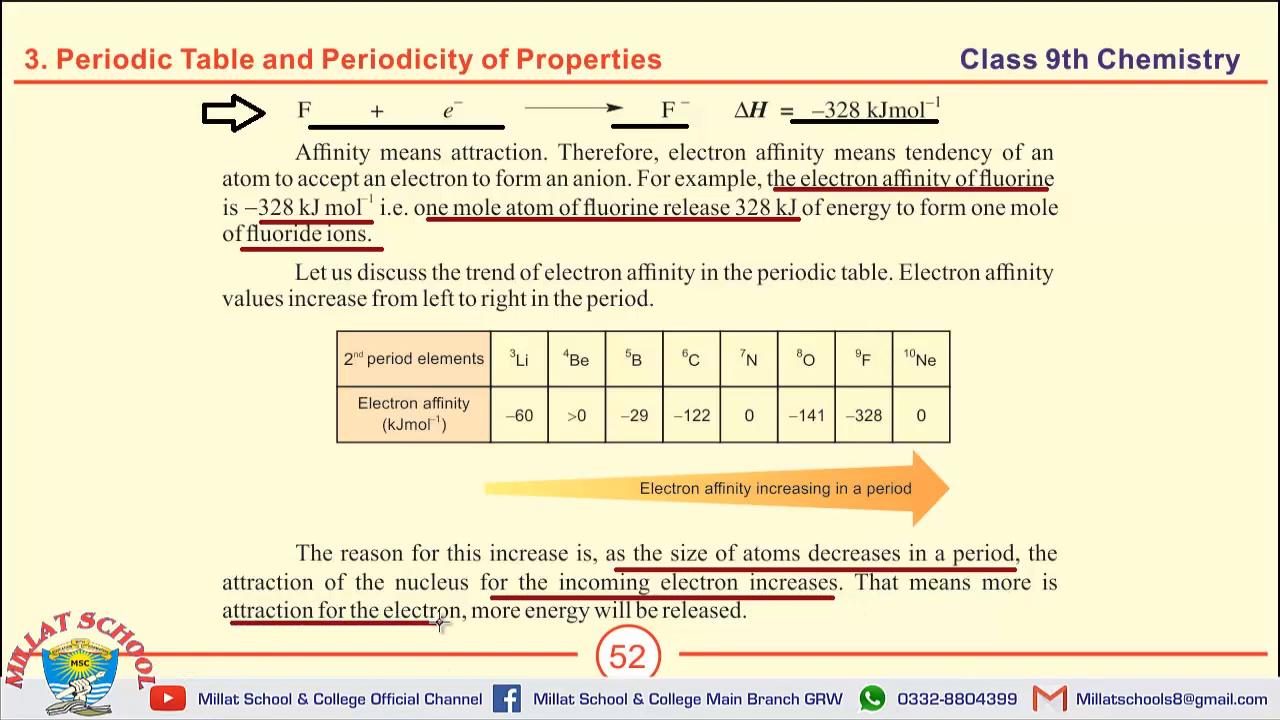 3. Periodic Table and Periodicity of Properties
Class 9th Chemistry
F + e⁻ ⟶ F⁻ ΔH = –328 kJmol⁻¹
Affinity means attraction. Therefore, electron affinity means tendency of an
atom to accept an electron to form an anion. For example, the electron affinity of fluorine
is –328 kJ mol⁻¹ i.e. one mole atom of fluorine release 328 kJ of energy to form one mole
of fluoride ions.
Let us discuss the trend of electron affinity in the periodic table. Electron affinity
values increase from left to right in the period.
2ⁿᵈ period elements ³Li ⁴Be ⁵B ⁶C ⁷N ⁸O ⁹F ¹⁰Ne
Electron affinity
(kJmol⁻¹) –60 >0 –29 –122 0 –141 –328 0
Electron affinity increasing in a period
The reason for this increase is, as the size of atoms decreases in a period, the
attraction of the nucleus for the incoming electron increases. That means more is
attraction for the electron, more energy will be released.
52
MILLAT SCHOOL
MSC
Millat School & College Official Channel
Millat School & College Main Branch GRW
0332-8804399
Millatschools8@gmail.com